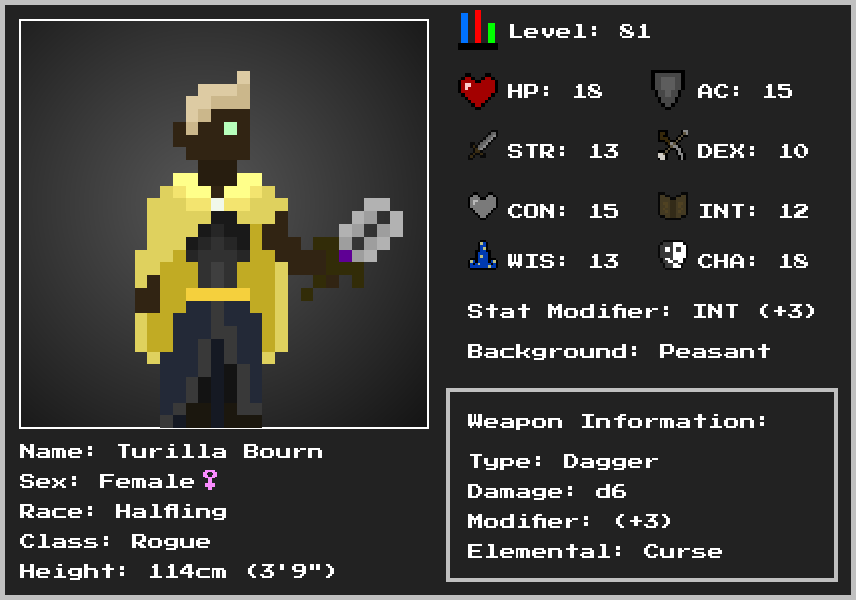 Level: 81
HP: 18
AC: 15
STR: 13
DEX: 10
CON: 15
INT: 12
WIS: 13
CHA: 18
Stat Modifier: INT (+3)
Background: Peasant
Weapon Information:
Type: Dagger
Damage: d6
Modifier: (+3)
Elemental: Curse
Name: Turilla Bourn
Sex: Female♀
Race: Halfling
Class: Rogue
Height: 114cm (3'9")